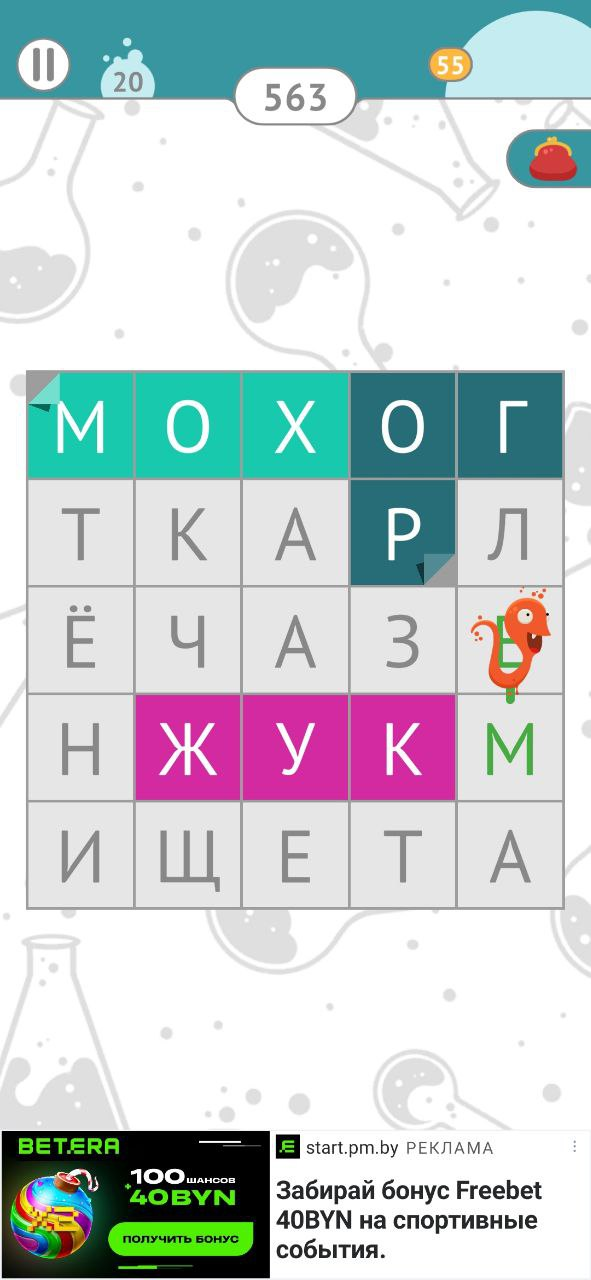 20
55
563
М О Х О Г
Т К А Р Л
Ё Ч А З Е
Н Ж У К М
И Щ Е Т А
BETERA
100 ШАНСОВ
+40BYN
ПОЛУЧИТЬ БОНУС
start.pm.by РЕКЛАМА
Забирай бонус Freebet
40BYN на спортивные
события.